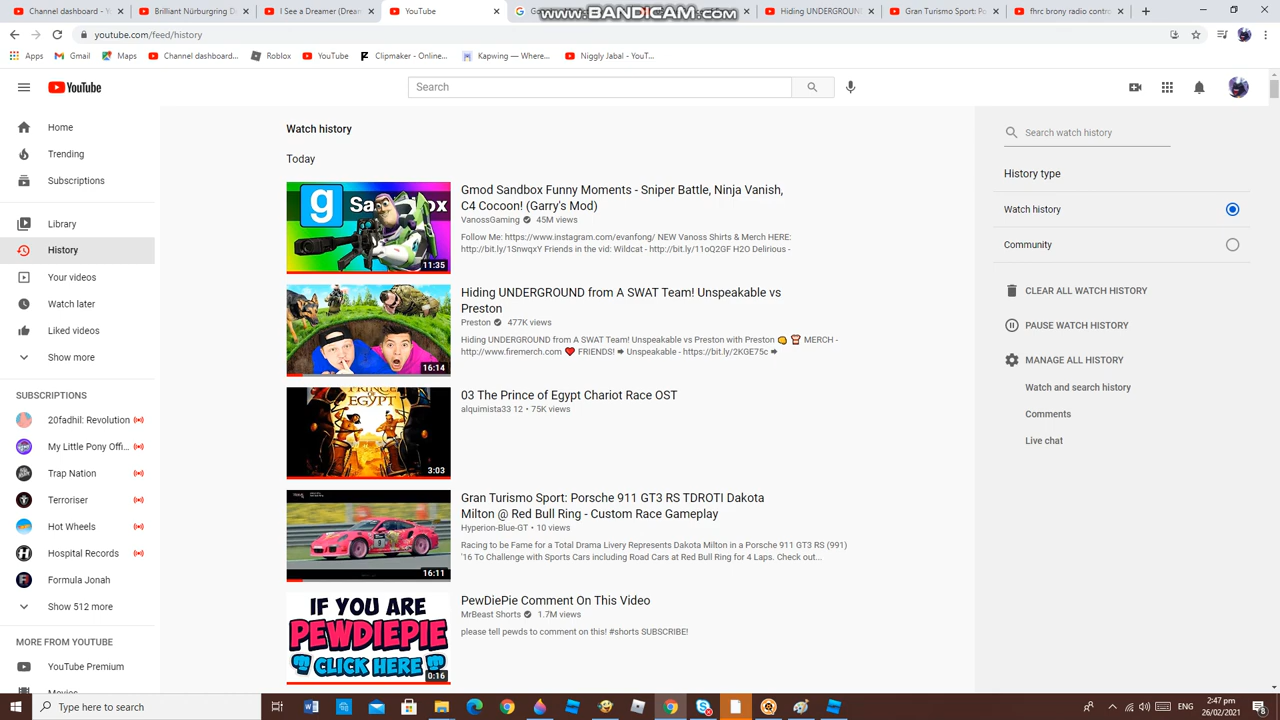 Channel dashboard - Y
Brilliant Nürburgring D
I See a Dreamer (Dream
YouTube
Go
www.BANDICAM.com
Hiding UNDERGROUND
Gran Turismo Sport: Po
fhrc brony radio contro
youtube.com/feed/history
Apps
Gmail
Maps
Channel dashboard...
Roblox
YouTube
Clipmaker - Online...
Kapwing — Where...
Niggly Jabal - YouT...
YouTube
Search
Home
Trending
Subscriptions
Library
History
Your videos
Watch later
Liked videos
Show more
SUBSCRIPTIONS
20fadhil: Revolution
My Little Pony Offi...
Trap Nation
Terroriser
Hot Wheels
Hospital Records
Formula Jonah
Show 512 more
MORE FROM YOUTUBE
YouTube Premium
Movies
Watch history
Today
11:35
Gmod Sandbox Funny Moments - Sniper Battle, Ninja Vanish,
C4 Cocoon! (Garry's Mod)
VanossGaming 45M views
Follow Me: https://www.instagram.com/evanfong/ NEW Vanoss Shirts & Merch HERE:
http://bit.ly/1SnwqxY Friends in the vid: Wildcat - http://bit.ly/11oQ2GF H2O Delirious -
16:14
Hiding UNDERGROUND from A SWAT Team! Unspeakable vs
Preston
Preston 477K views
Hiding UNDERGROUND from A SWAT Team! Unspeakable vs Preston with Preston 👊 👚 MERCH -
http://www.firemerch.com ❤️ FRIENDS! ➡ Unspeakable - https://bit.ly/2KGE75c ➡
PRINCE OF
EGYPT
3:03
03 The Prince of Egypt Chariot Race OST
alquimista33 12 • 75K views
16:11
Gran Turismo Sport: Porsche 911 GT3 RS TDROTI Dakota
Milton @ Red Bull Ring - Custom Race Gameplay
Hyperion-Blue-GT • 10 views
Racing to be Fame for a Total Drama Livery Represents Dakota Milton in a Porsche 911 GT3 RS (991)
'16 To Challenge with Sports Cars including Road Cars at Red Bull Ring for 4 Laps. Check out...
IF YOU ARE
PEWDIEPIE
CLICK HERE
0:16
PewDiePie Comment On This Video
MrBeast Shorts 1.7M views
please tell pewds to comment on this! #shorts SUBSCRIBE!
Search watch history
History type
Watch history
Community
CLEAR ALL WATCH HISTORY
PAUSE WATCH HISTORY
MANAGE ALL HISTORY
Watch and search history
Comments
Live chat
Type here to search
ENG
2:47 pm
26/02/2021
8